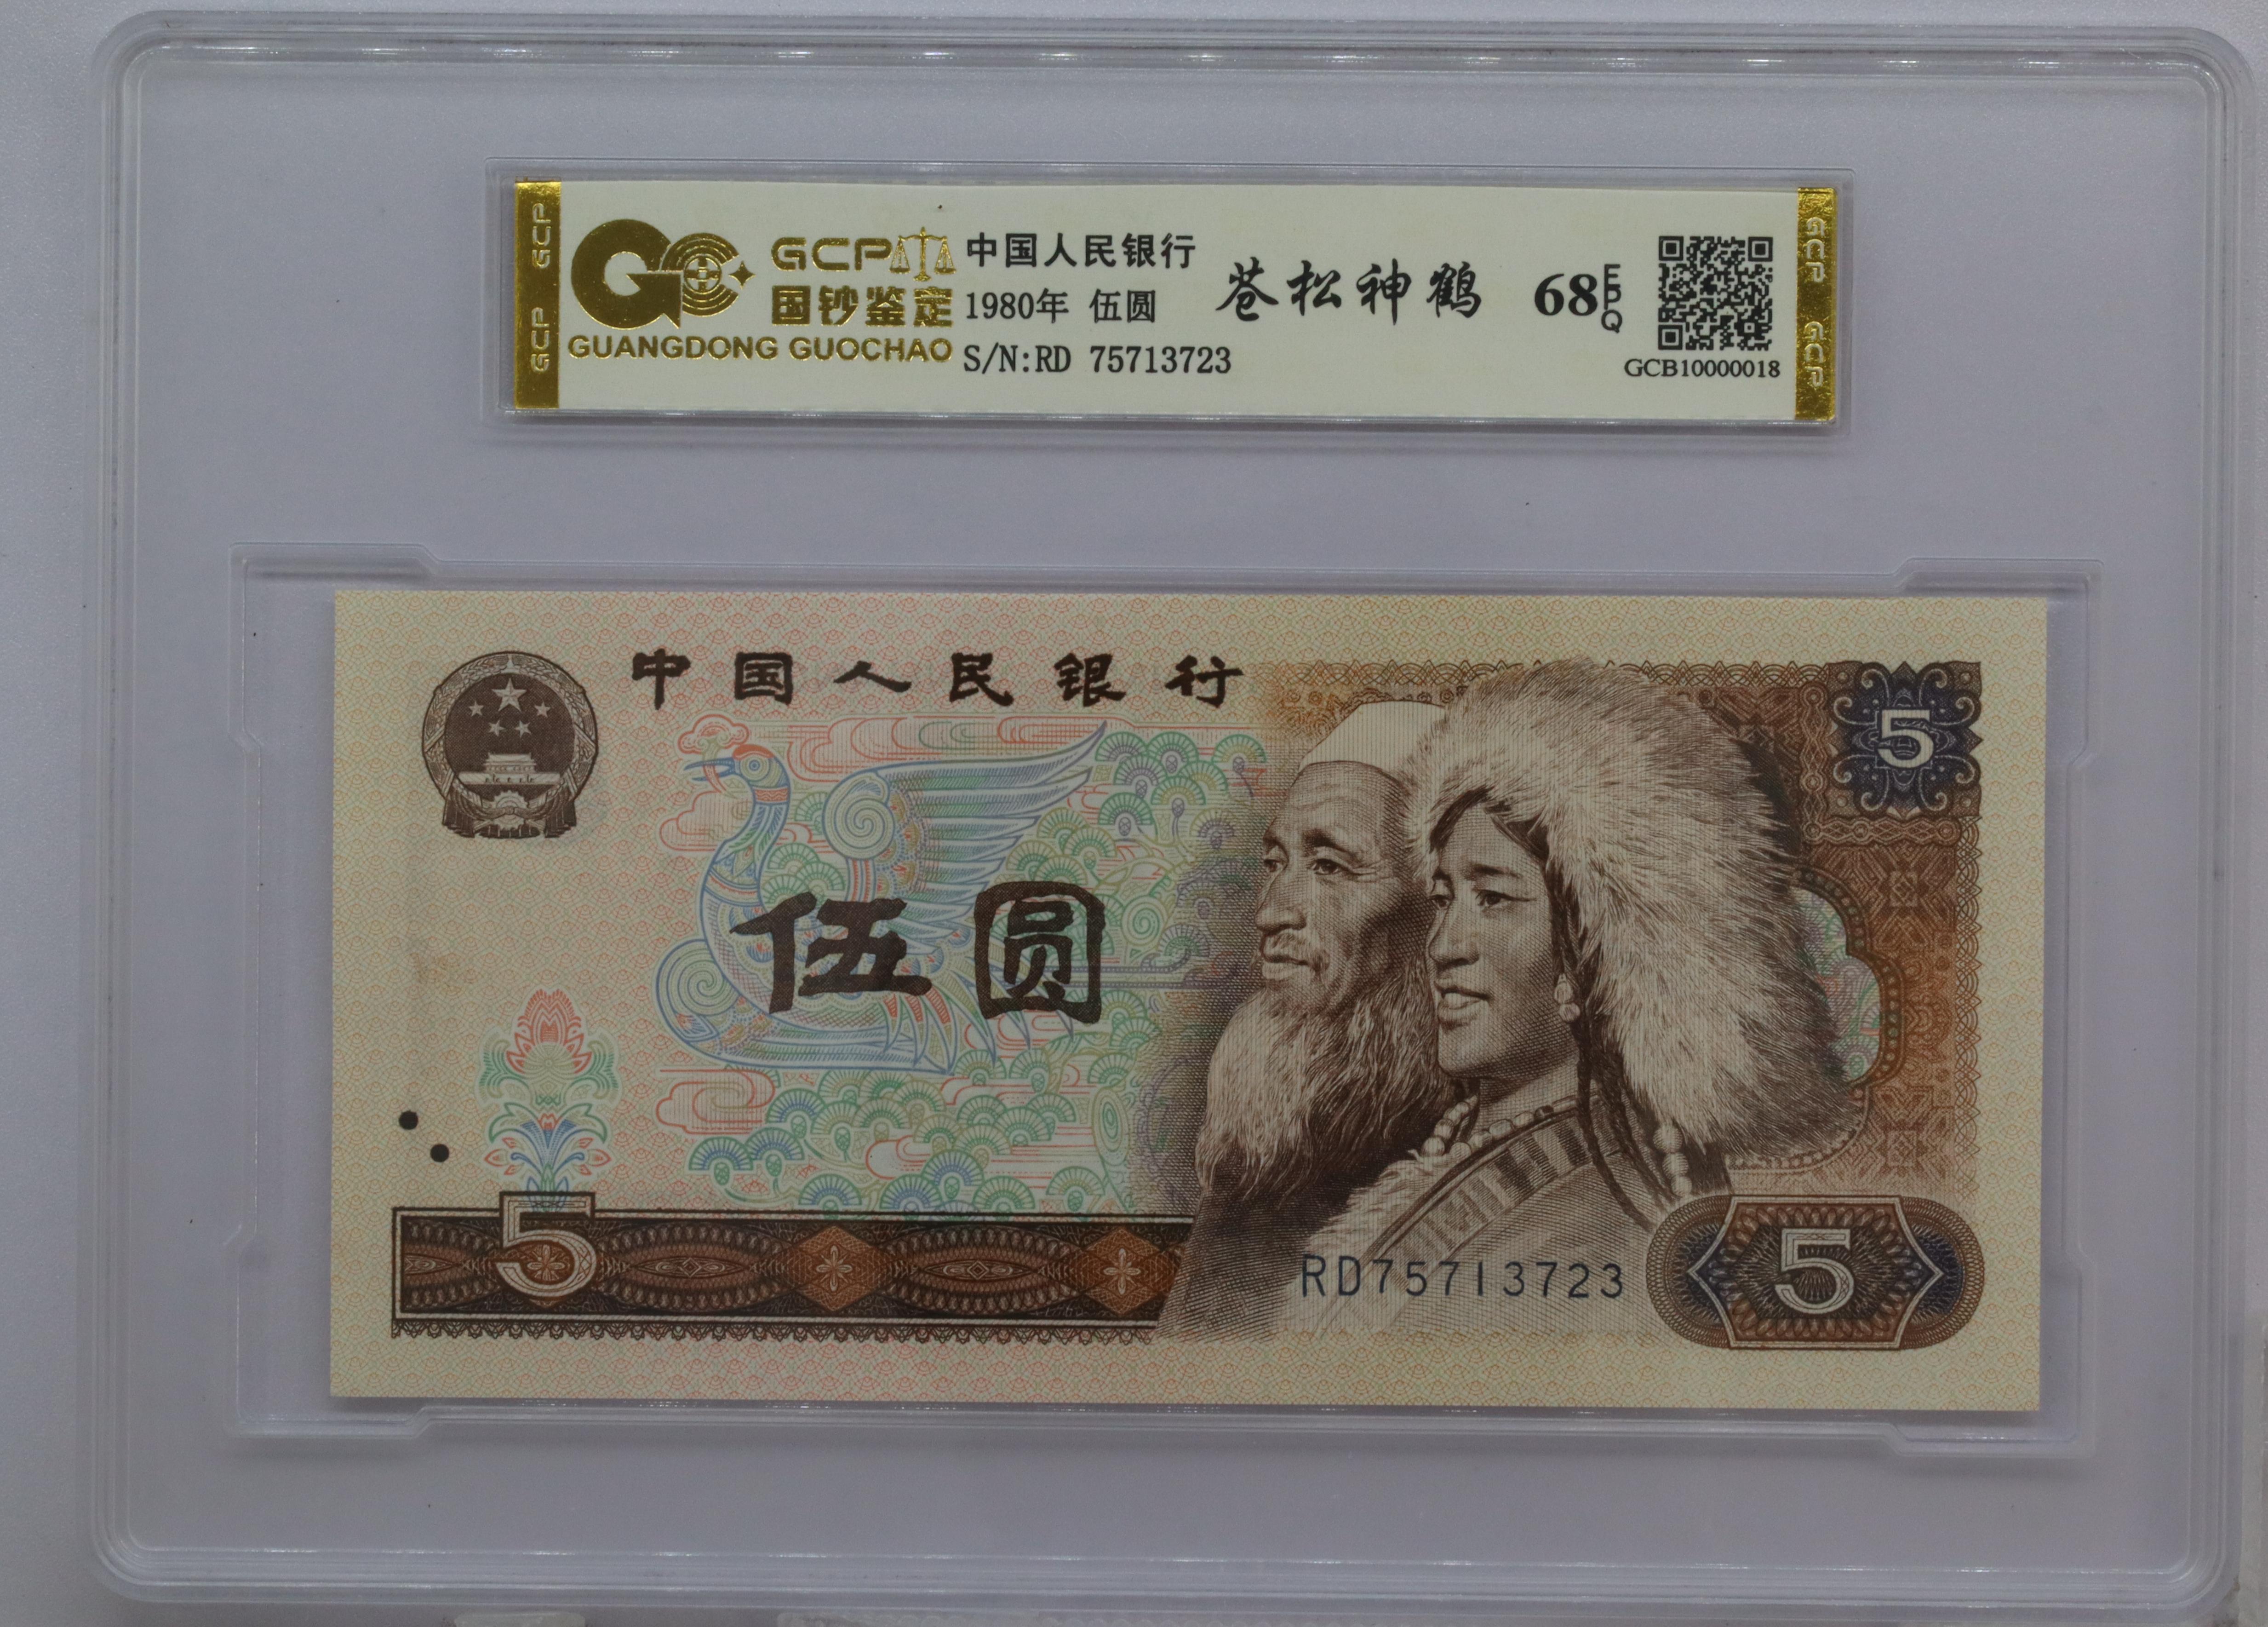 GCP GCP
GCP
国钞鉴定
GUANGDONG GUOCHAO
中国人民银行
1980年 伍圆
S/N:RD 75713723
苍松神鹤
68 EPQ
GCB10000018
GCP GCP
中国人民银行
5
伍圆
5
RD75713723
5